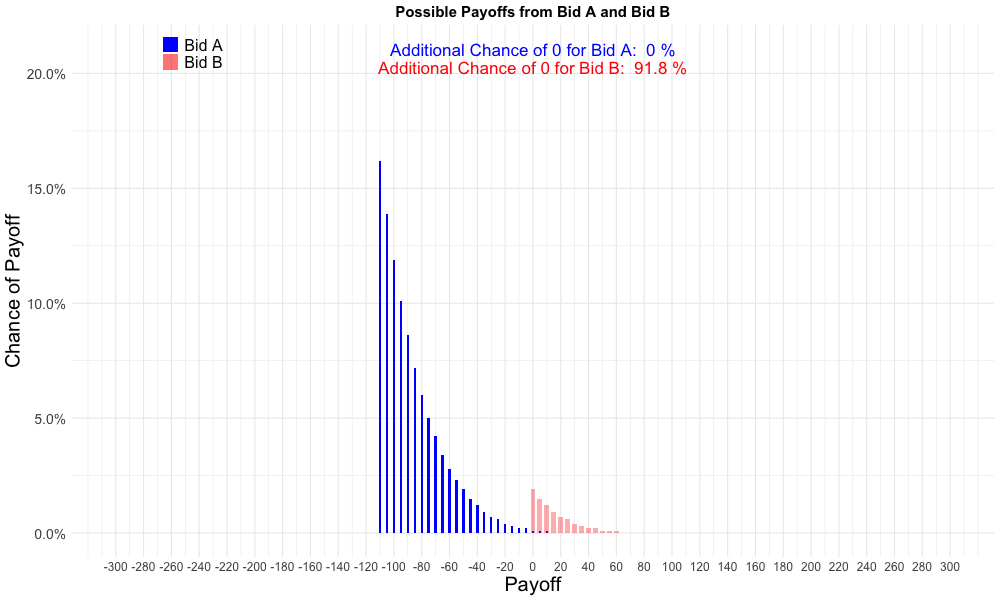 Possible Payoffs from Bid A and Bid B
Bid A
Bid B
Additional Chance of 0 for Bid A:  0 %
Additional Chance of 0 for Bid B:  91.8 %
Chance of Payoff
20.0%
15.0%
10.0%
5.0%
0.0%
-300 -280 -260 -240 -220 -200 -180 -160 -140 -120 -100 -80 -60 -40 -20 0 20 40 60 80 100 120 140 160 180 200 220 240 260 280 300
Payoff